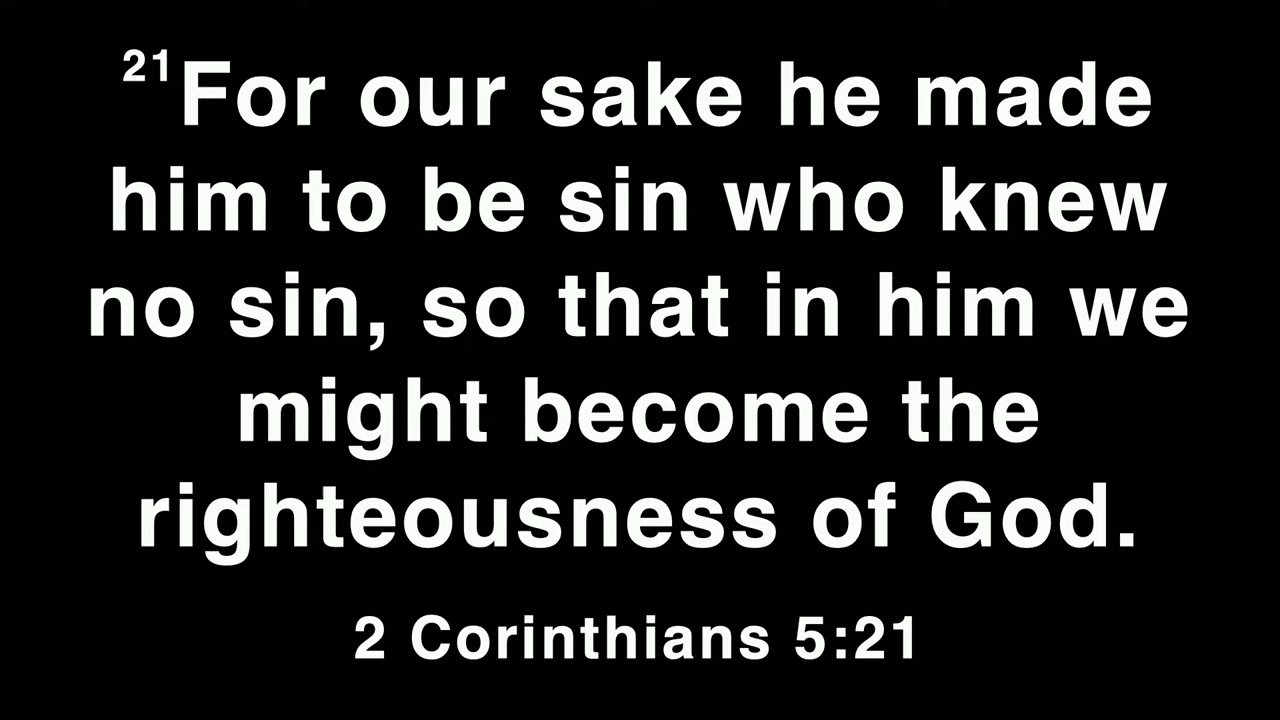 21For our sake he made
him to be sin who knew
no sin, so that in him we
might become the
righteousness of God.
2 Corinthians 5:21